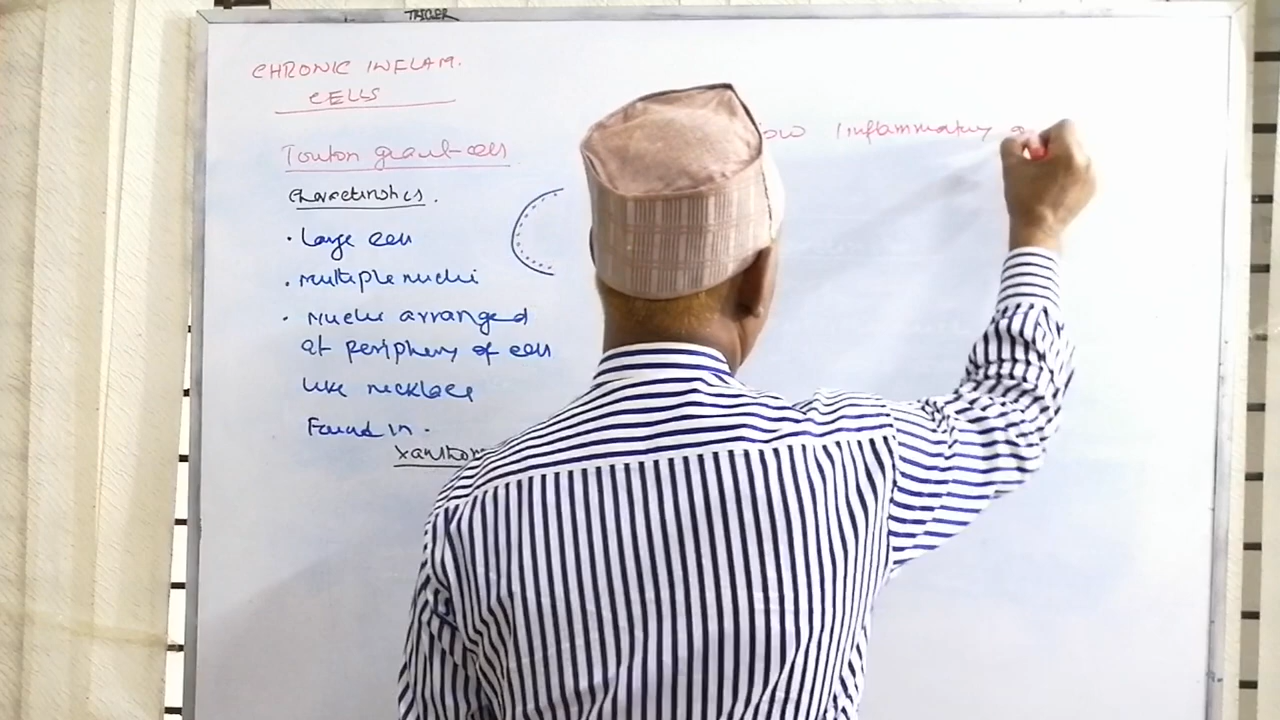 CHRONIC INFLAM.
CELLS
Touton giant cell
Characteristics.
• Large cell
• multiple nuclei
• Nuclei arranged
at periphery of cell
like necklace
Found in.
Inflammatory